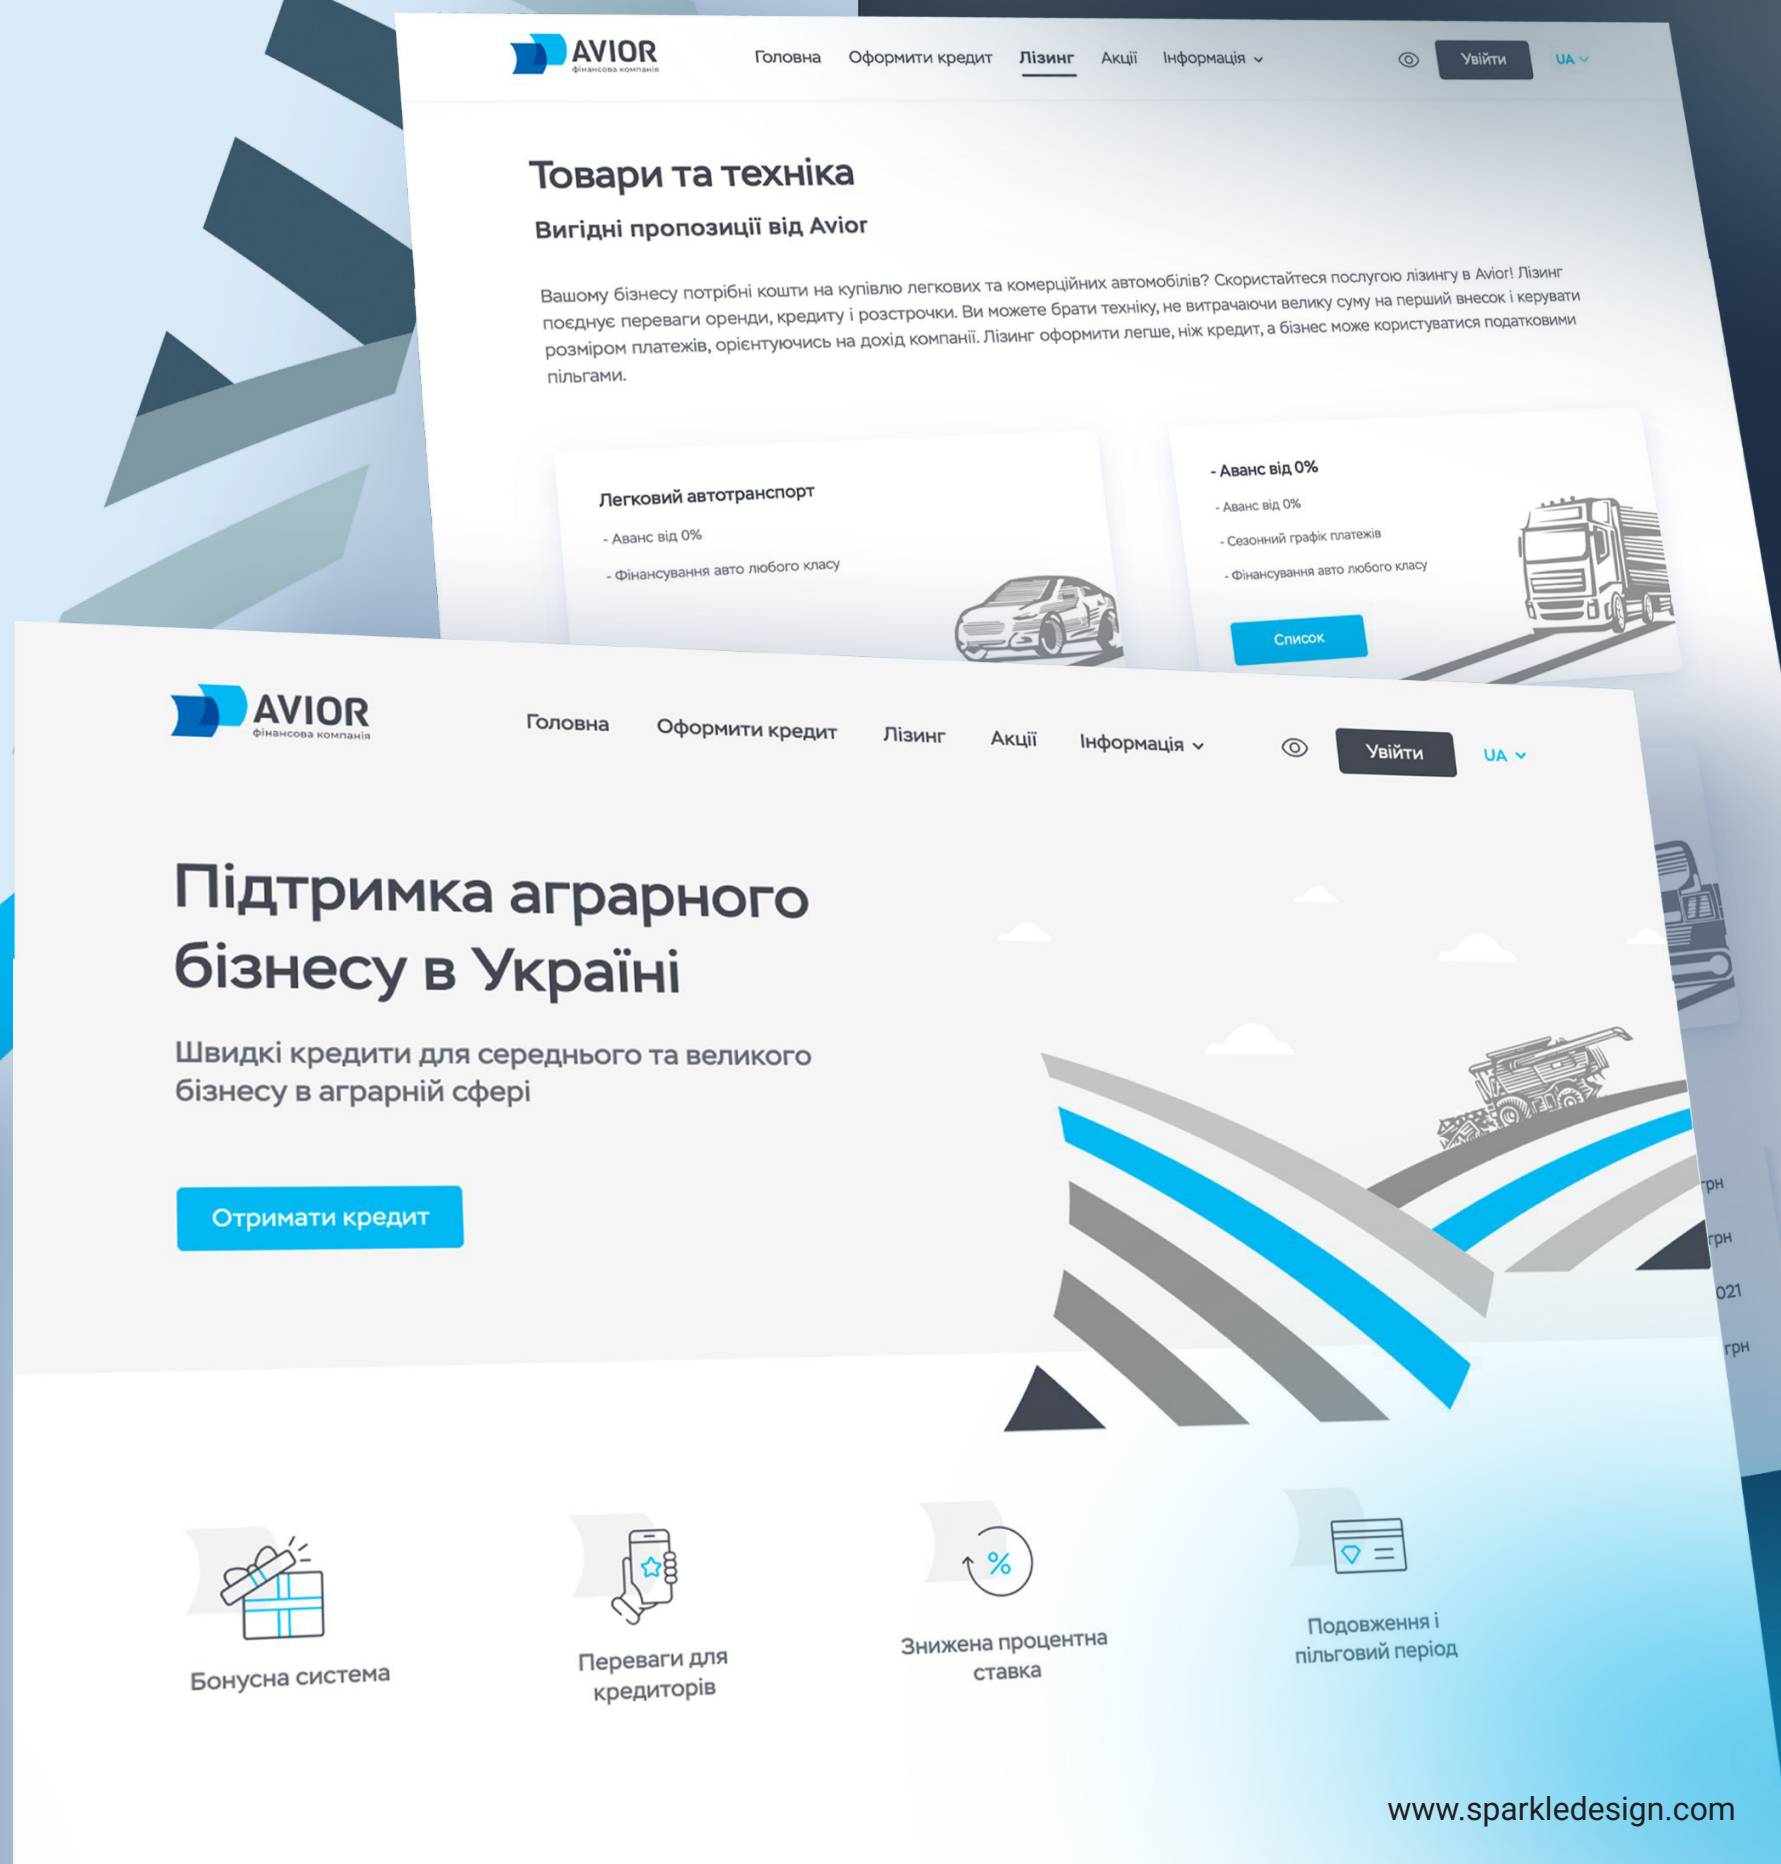 AVIOR
фінансова компанія
Головна Оформити кредит Лізинг Акції Інформація Увійти UA
Товари та техніка
Вигідні пропозиції від Avior
Вашому бізнесу потрібні кошти на купівлю легкових та комерційних автомобілів? Скористайтеся послугою лізингу в Avior! Лізинг
поєднує переваги оренди, кредиту і розстрочки. Ви можете брати техніку, не витрачаючи велику суму на перший внесок і керувати
розміром платежів, орієнтуючись на дохід компанії. Лізинг оформити легше, ніж кредит, а бізнес може користуватися податковими
пільгами.
Легковий автотранспорт
- Аванс від 0%
- Фінансування авто любого класу
- Аванс від 0%
- Аванс від 0%
- Сезонний графік платежів
- Фінансування авто любого класу
Список
AVIOR
фінансова компанія
Головна Оформити кредит Лізинг Акції Інформація Увійти UA
Підтримка аграрного
бізнесу в Україні
Швидкі кредити для середнього та великого
бізнесу в аграрній сфері
Отримати кредит
грн
грн
021
грн
Бонусна система
Переваги для
кредиторів
Знижена процентна
ставка
Подовження і
пільговий період
www.sparkledesign.com